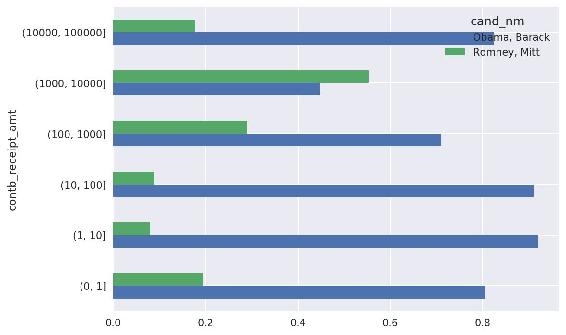 cand_nm
Obama, Barack
Romney, Mitt
contb_receipt_amt
(10000, 100000]
(1000, 10000]
(100, 1000]
(10, 100]
(1, 10]
(0, 1]
0.0
0.2
0.4
0.6
0.8